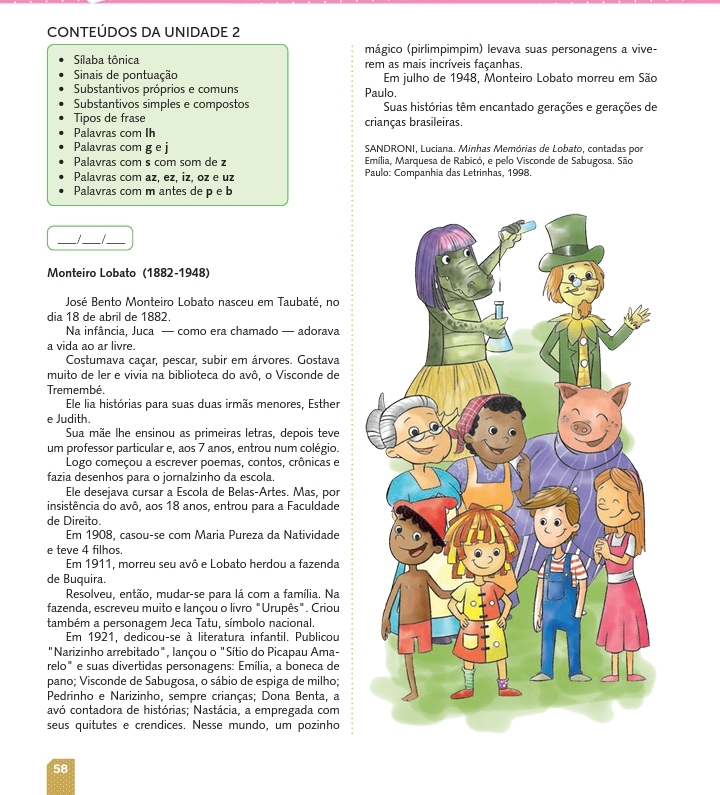 CONTEÚDOS DA UNIDADE 2
• Sílaba tônica
• Sinais de pontuação
• Substantivos próprios e comuns
• Substantivos simples e compostos
• Tipos de frase
• Palavras com lh
• Palavras com g e j
• Palavras com s com som de z
• Palavras com az, ez, iz, oz e uz
• Palavras com m antes de p e b
___/___/___
Monteiro Lobato (1882-1948)
José Bento Monteiro Lobato nasceu em Taubaté, no
dia 18 de abril de 1882.
Na infância, Juca — como era chamado — adorava
a vida ao ar livre.
Costumava caçar, pescar, subir em árvores. Gostava
muito de ler e vivia na biblioteca do avô, o Visconde de
Tremembé.
Ele lia histórias para suas duas irmãs menores, Esther
e Judith.
Sua mãe lhe ensinou as primeiras letras, depois teve
um professor particular e, aos 7 anos, entrou num colégio.
Logo começou a escrever poemas, contos, crônicas e
fazia desenhos para o jornalzinho da escola.
Ele desejava cursar a Escola de Belas-Artes. Mas, por
insistência do avô, aos 18 anos, entrou para a Faculdade
de Direito.
Em 1908, casou-se com Maria Pureza da Natividade
e teve 4 filhos.
Em 1911, morreu seu avô e Lobato herdou a fazenda
de Buquira.
Resolveu, então, mudar-se para lá com a família. Na
fazenda, escreveu muito e lançou o livro "Urupês". Criou
também a personagem Jeca Tatu, símbolo nacional.
Em 1921, dedicou-se à literatura infantil. Publicou
"Narizinho arrebitado", lançou o "Sítio do Picapau Ama-
relo" e suas divertidas personagens: Emília, a boneca de
pano; Visconde de Sabugosa, o sábio de espiga de milho;
Pedrinho e Narizinho, sempre crianças; Dona Benta, a
avó contadora de histórias; Nastácia, a empregada com
seus quitutes e crendices. Nesse mundo, um pozinho
mágico (pirlimpimpim) levava suas personagens a vive-
rem as mais incríveis façanhas.
Em julho de 1948, Monteiro Lobato morreu em São
Paulo.
Suas histórias têm encantado gerações e gerações de
crianças brasileiras.
SANDRONI, Luciana. Minhas Memórias de Lobato, contadas por
Emília, Marquesa de Rabicó, e pelo Visconde de Sabugosa. São
Paulo: Companhia das Letrinhas, 1998.
58